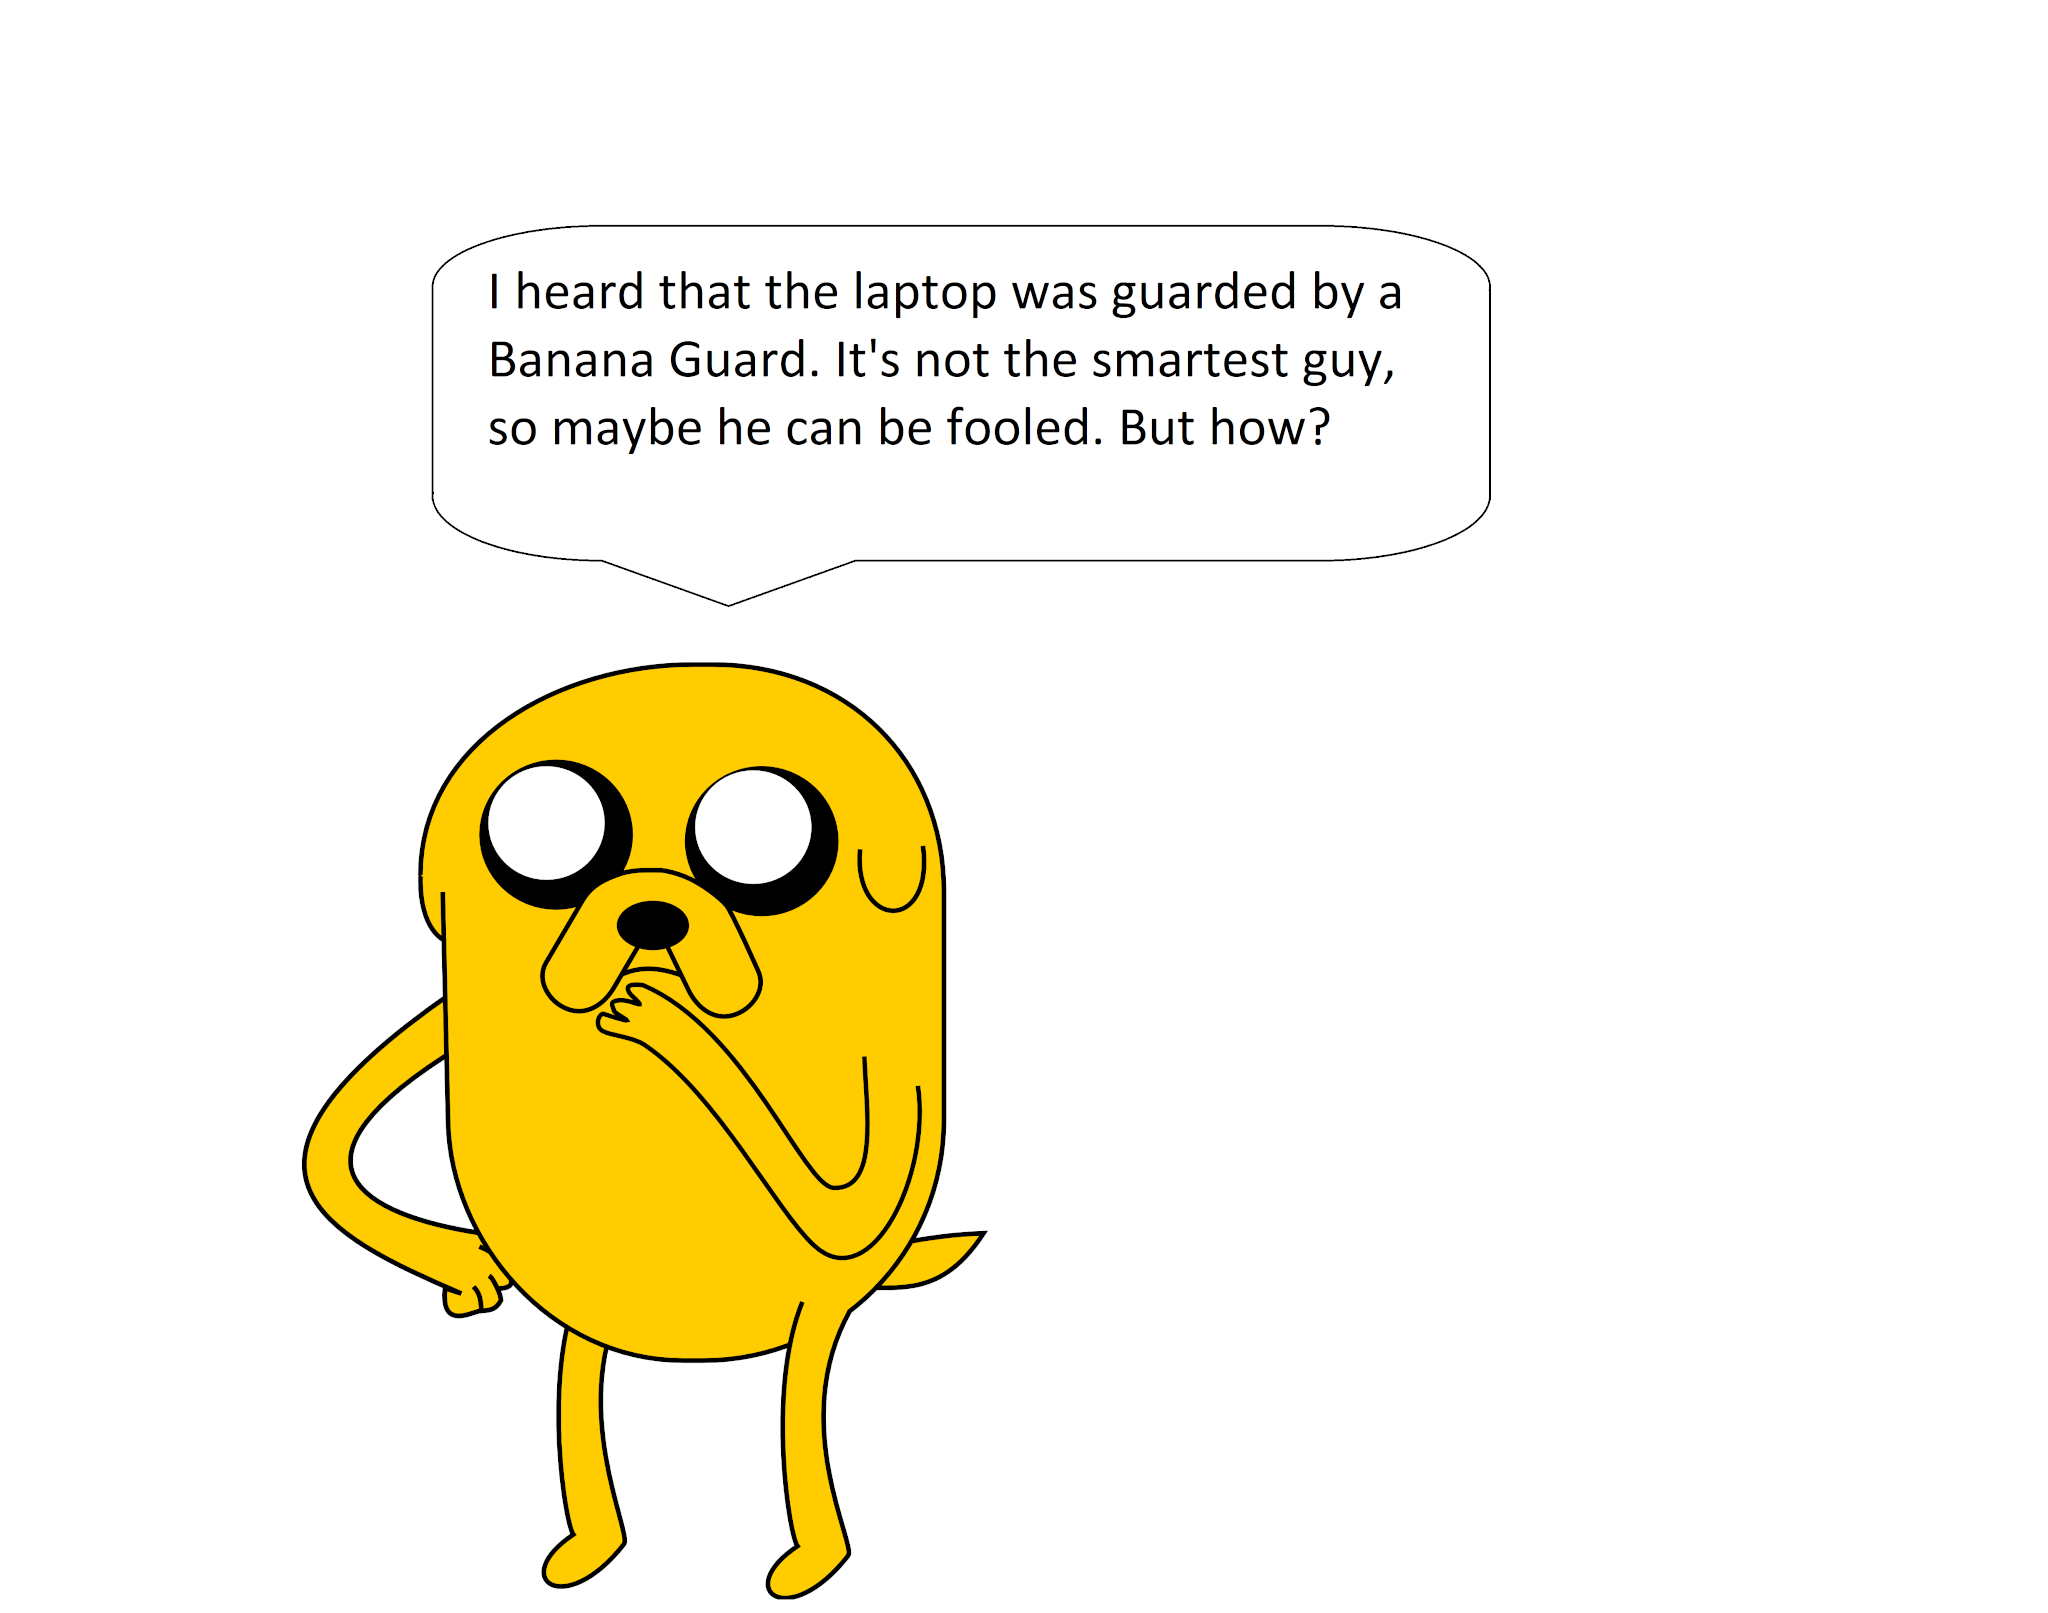 I heard that the laptop was guarded by a
Banana Guard. It's not the smartest guy,
so maybe he can be fooled. But how?